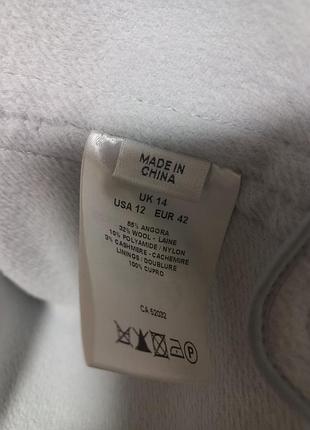 MADE IN
CHINA
UK 14
USA 12 EUR 42
55% ANGORA
32% WOOL - LAINE
10% POLYAMIDE / NYLON
3% CASHMERE - CACHEMIRE
LININGS / DOUBLURE
100% CUPRO
CA 52032
P